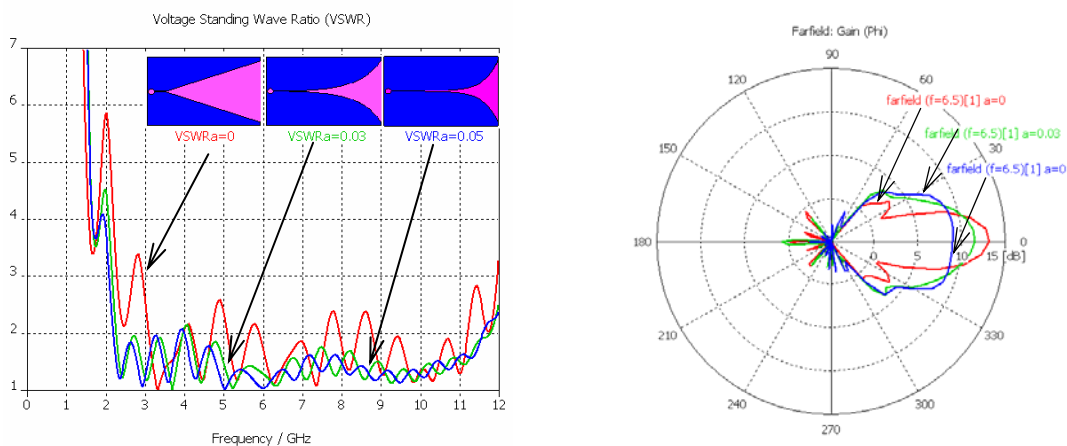 Voltage Standing Wave Ratio (VSWR)
7
6
5
4
3
2
1
VSWRa=0
VSWRa=0.03
VSWRa=0.05
0 1 2 3 4 5 6 7 8 9 10 11 12
Frequency / GHz
Farfield: Gain (Phi)
90
120
60
farfield (f=6.5)[1] a=0
farfield (f=6.5)[1] a=0.03
150
30
farfield (f=6.5)[1] a=0
180
0
0 5 10 15 [dB]
210
330
240
300
270